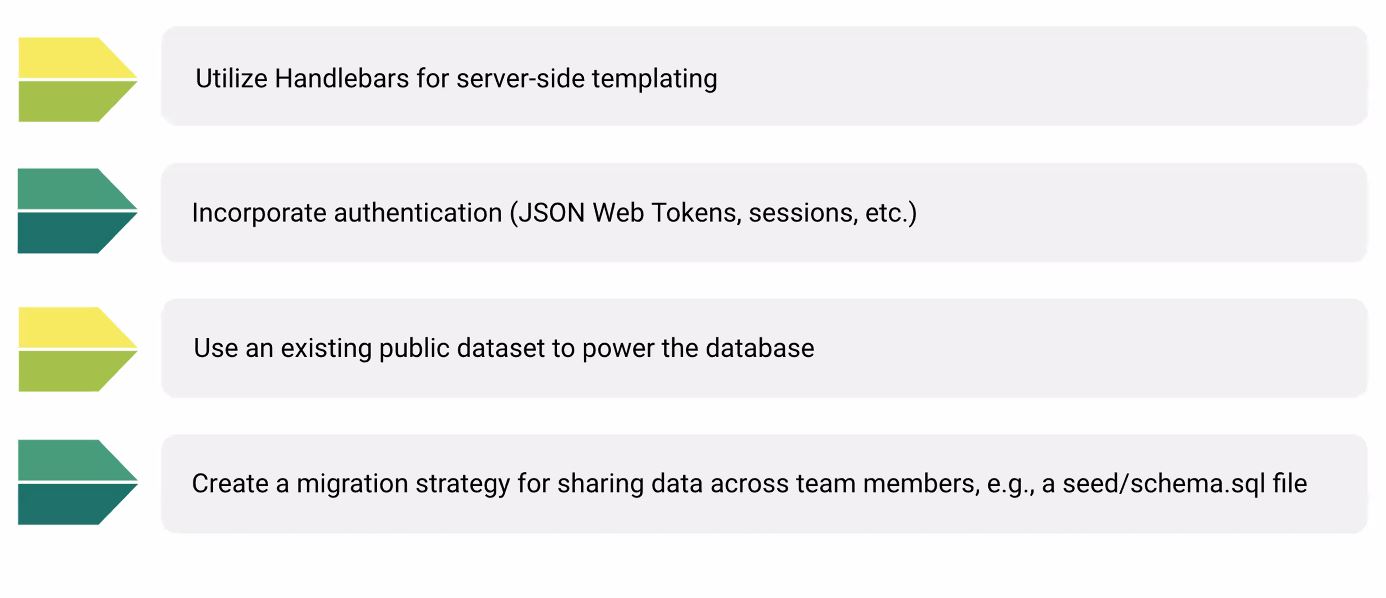 Utilize Handlebars for server-side templating
Incorporate authentication (JSON Web Tokens, sessions, etc.)
Use an existing public dataset to power the database
Create a migration strategy for sharing data across team members, e.g., a seed/schema.sql file